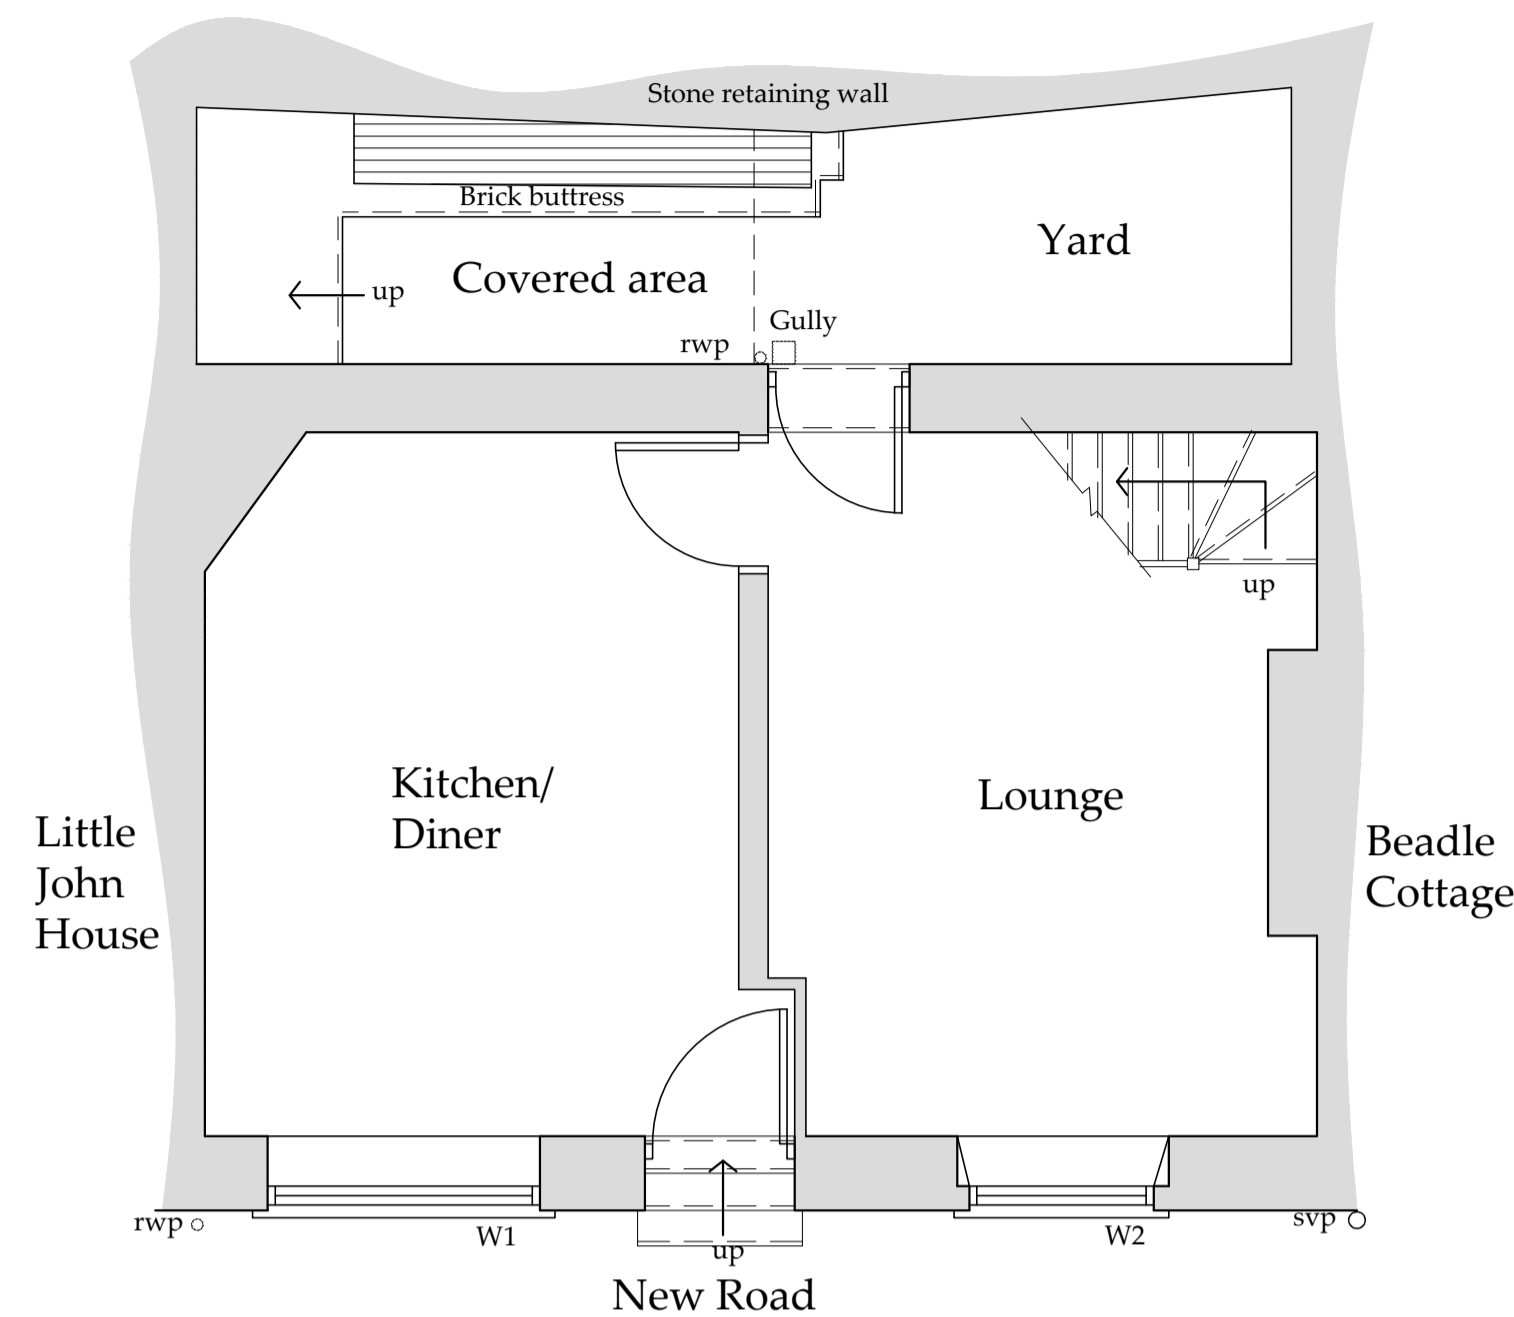 Stone retaining wall
Brick buttress
Yard
Covered area
up
Gully
rwp
up
Kitchen/
Diner
Lounge
Little
John
House
Beadle
Cottage
rwp
W1
up
W2
svp
New Road